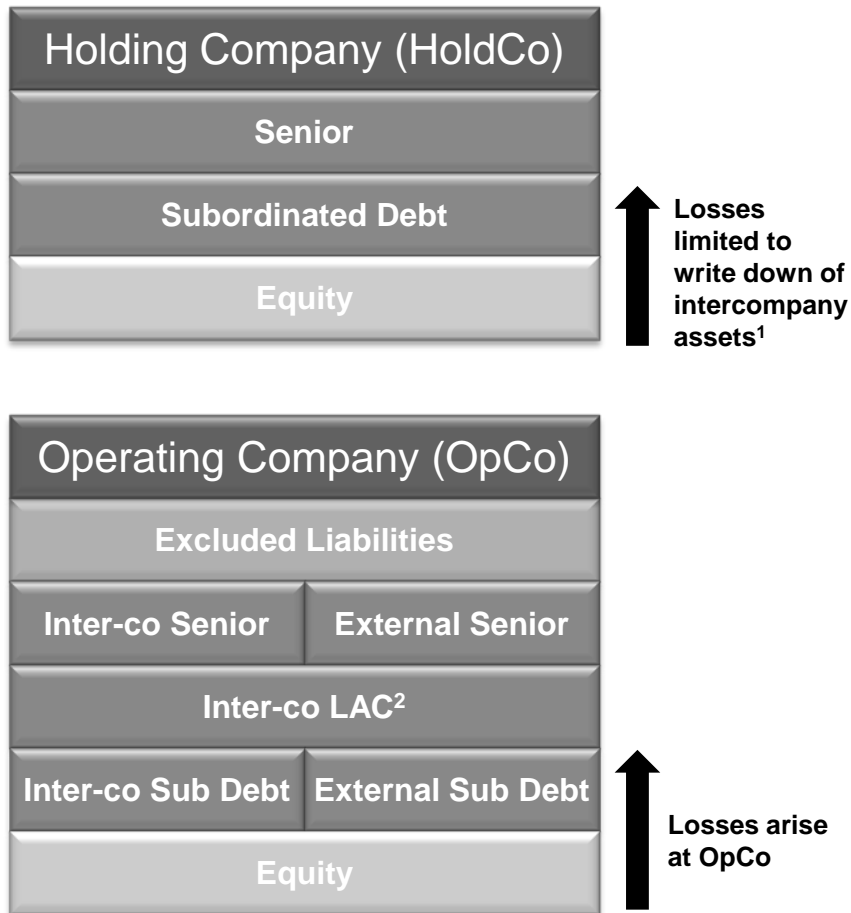 Holding Company (HoldCo)
Senior
Subordinated Debt
Equity
Losses
limited to
write down of
intercompany
assets¹
Operating Company (OpCo)
Excluded Liabilities
Inter-co Senior
External Senior
Inter-co LAC²
Inter-co Sub Debt
External Sub Debt
Equity
Losses arise
at OpCo